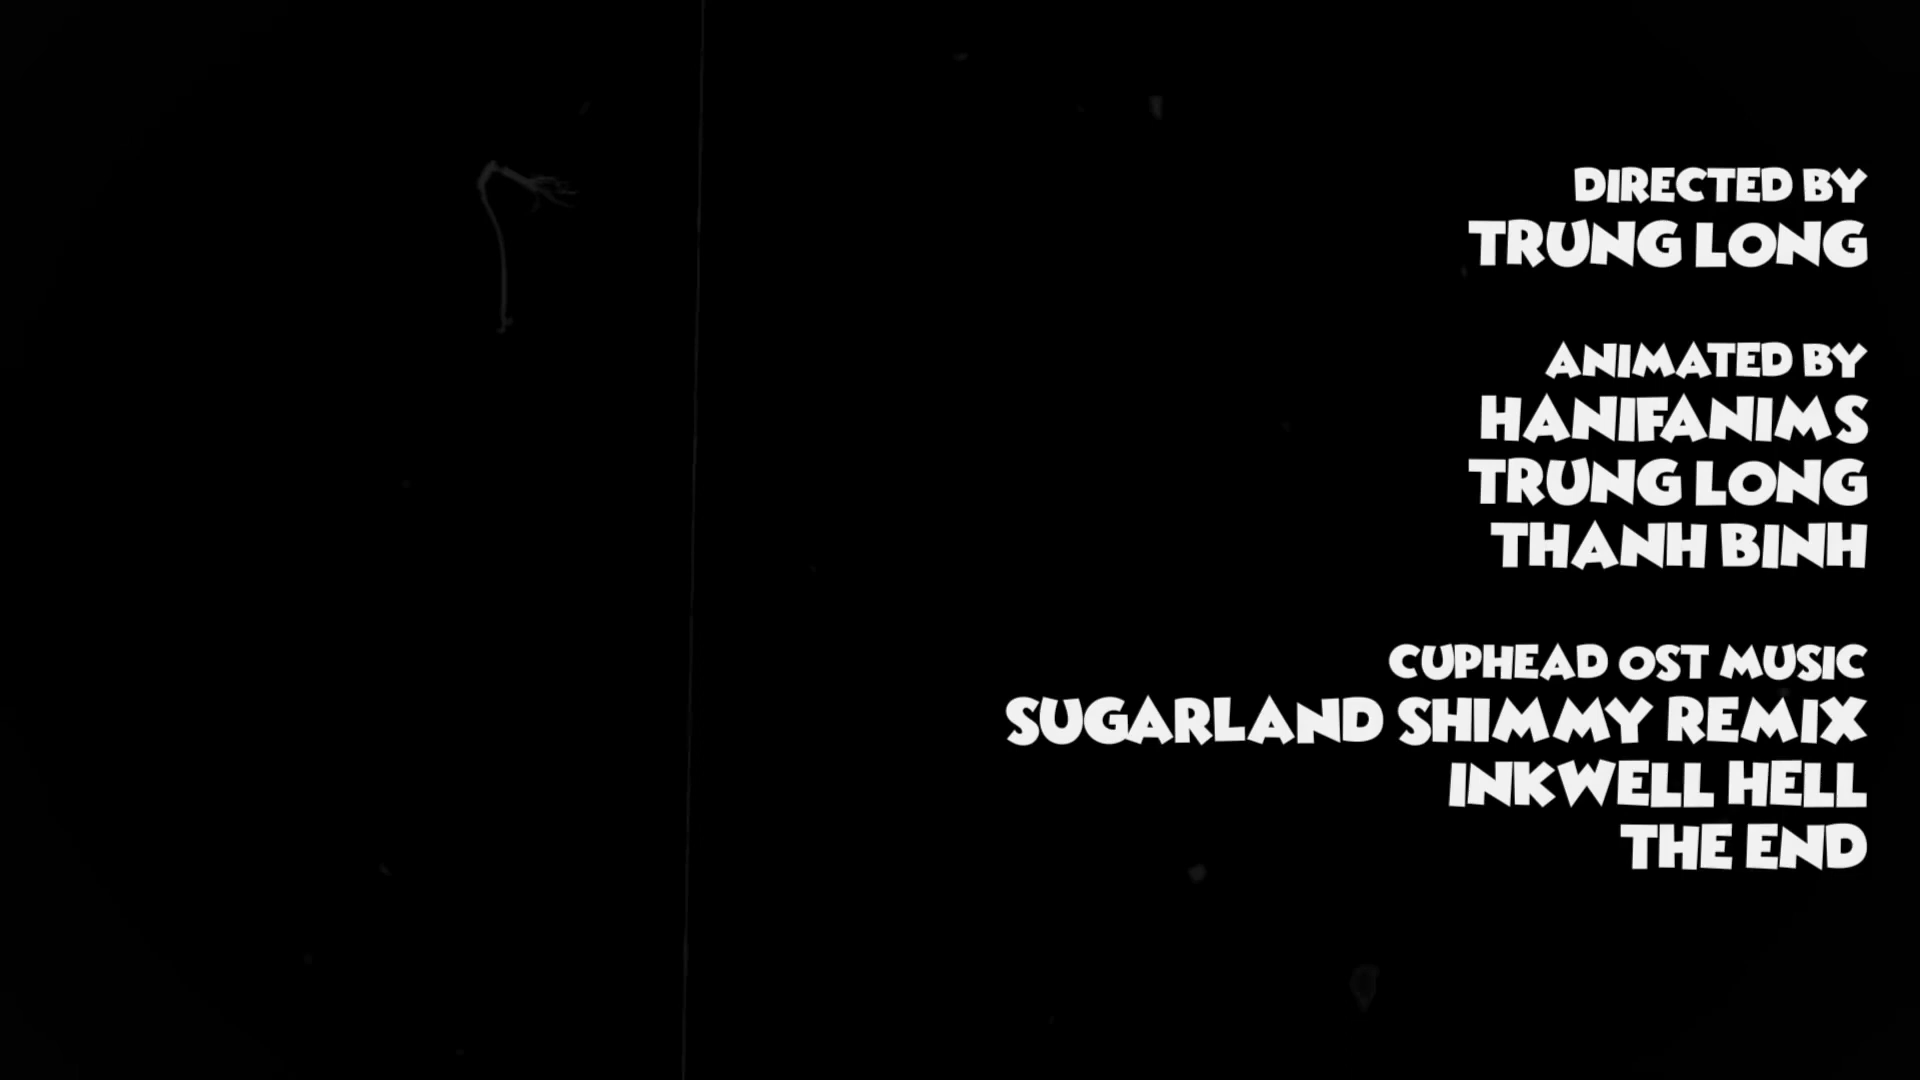 DIRECTED BY
TRUNG LONG
ANIMATED BY
HANIFANIMS
TRUNG LONG
THANH BINH
CUPHEAD OST MUSIC
SUGARLAND SHIMMY REMIX
INKWELL HELL
THE END